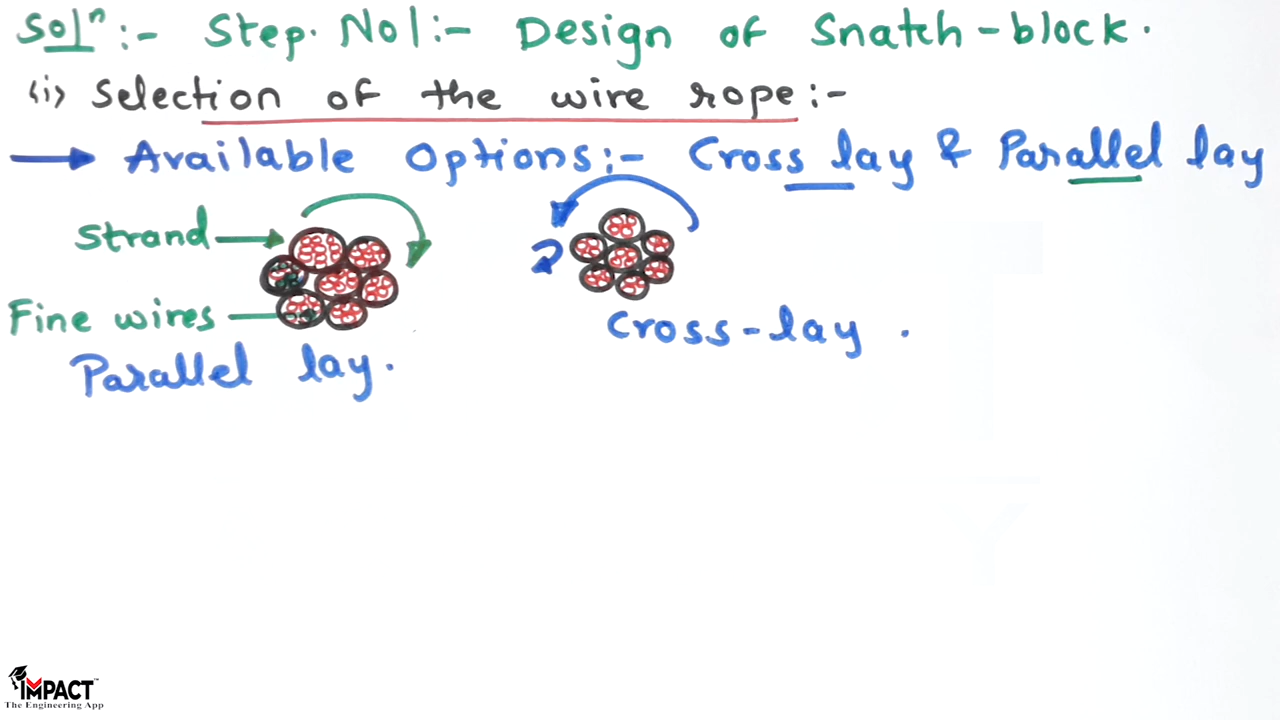 Solⁿ:- Step. No1:- Design of Snatch-block.
(i) Selection of the wire rope:-
→ Available Options:- Cross lay & Parallel lay
Strand →
Fine wires
Parallel lay.
Cross-lay.
IMPACT™
The Engineering App